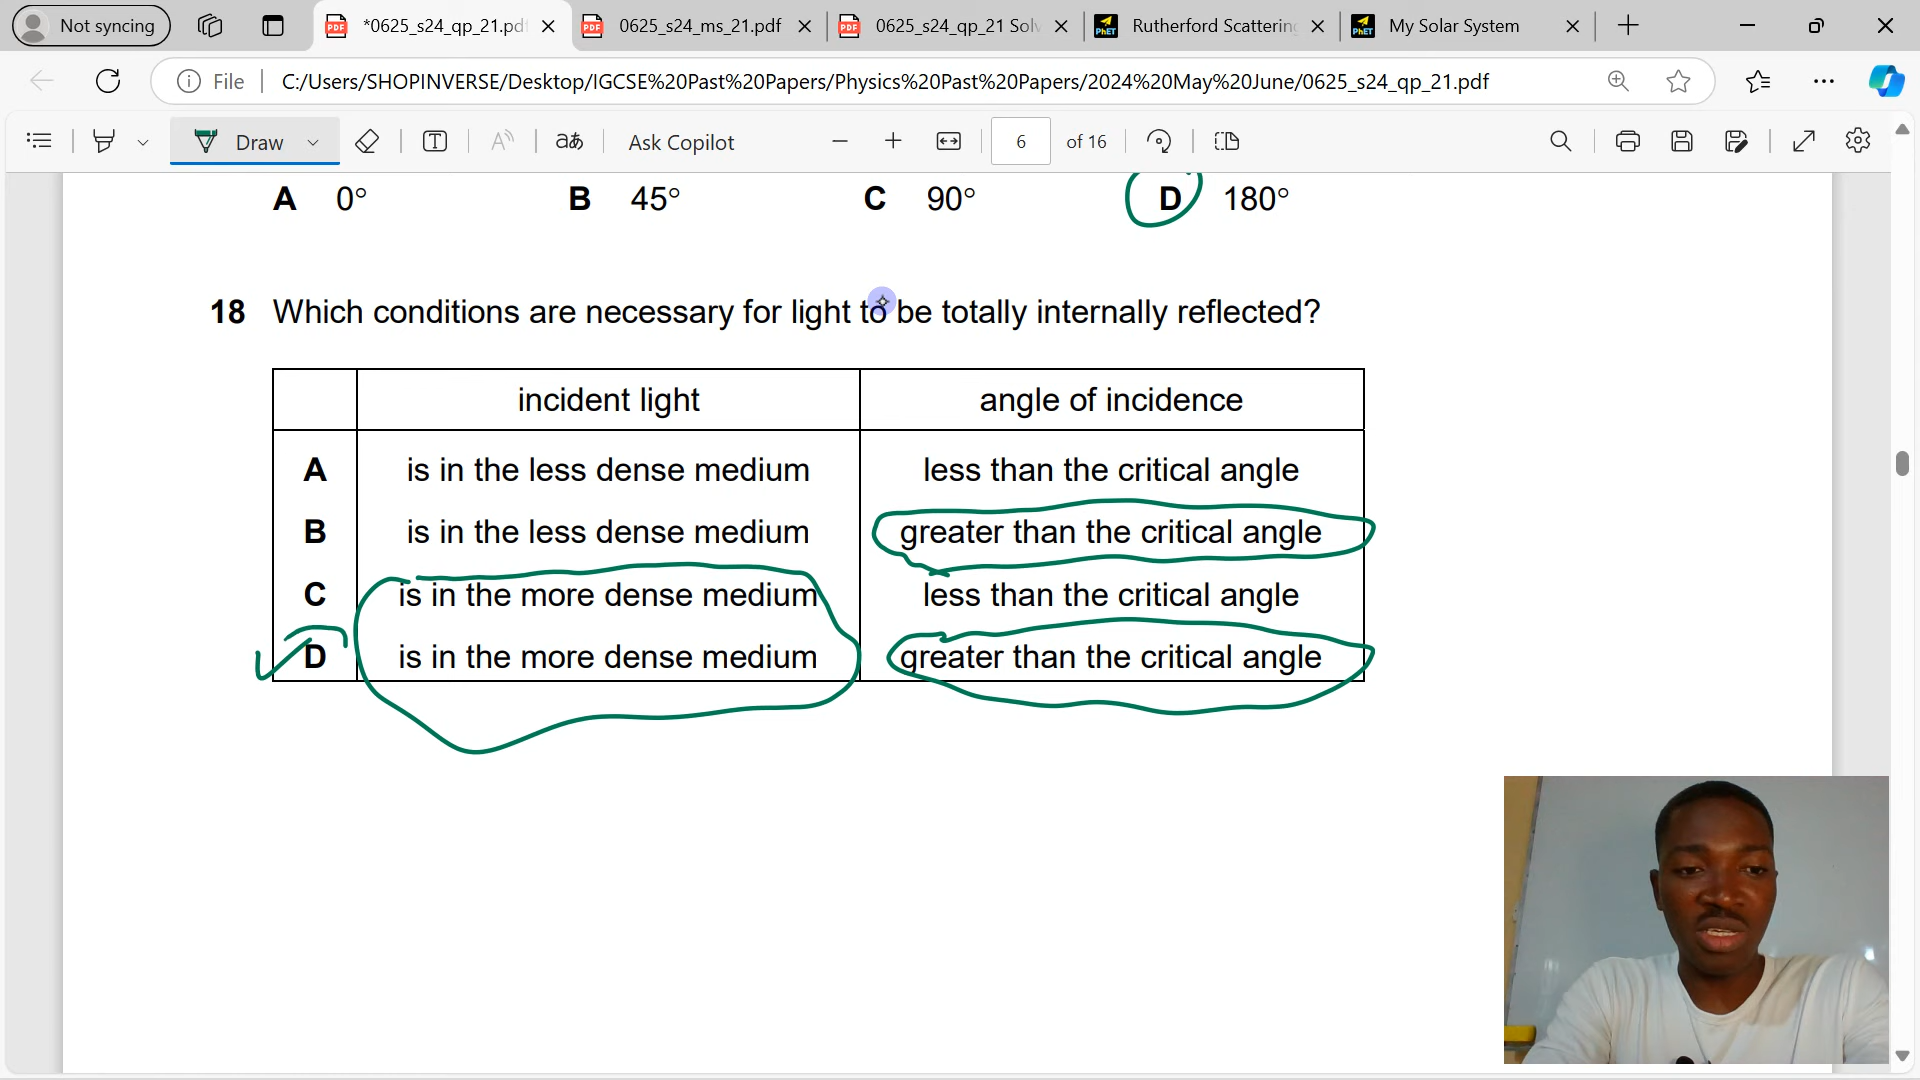 Not syncing
*0625_s24_qp_21.pdf
0625_s24_ms_21.pdf
0625_s24_qp_21 Solv
Rutherford Scattering
My Solar System
File
C:/Users/SHOPINVERSE/Desktop/IGCSE%20Past%20Papers/Physics%20Past%20Papers/2024%20May%20June/0625_s24_qp_21.pdf
Draw
Ask Copilot
6 of 16
A 0° B 45° C 90° D 180°
18 Which conditions are necessary for light to be totally internally reflected?
incident light angle of incidence
A is in the less dense medium less than the critical angle
B is in the less dense medium greater than the critical angle
C is in the more dense medium less than the critical angle
D is in the more dense medium greater than the critical angle